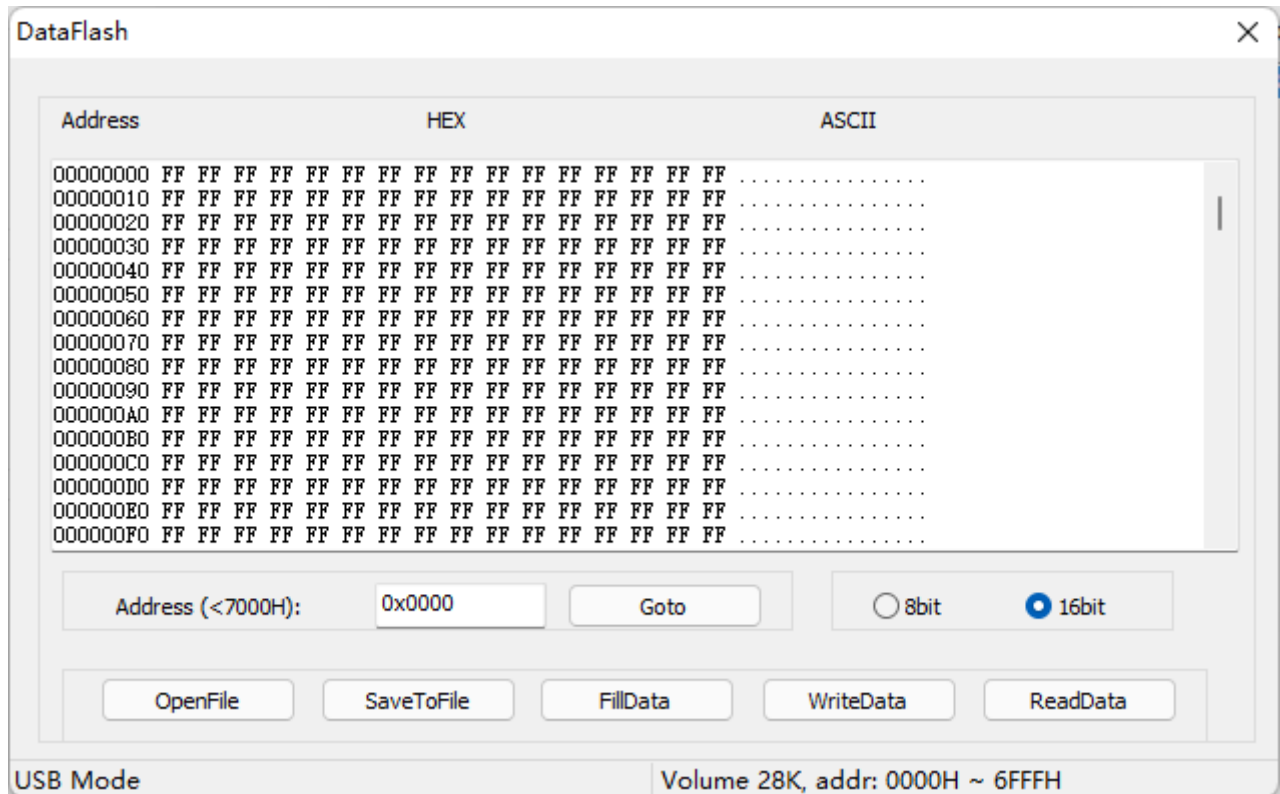 DataFlash
Address HEX ASCII
00000000 FF FF FF FF FF FF FF FF FF FF FF FF FF FF FF FF ................
00000010 FF FF FF FF FF FF FF FF FF FF FF FF FF FF FF FF ................
00000020 FF FF FF FF FF FF FF FF FF FF FF FF FF FF FF FF ................
00000030 FF FF FF FF FF FF FF FF FF FF FF FF FF FF FF FF ................
00000040 FF FF FF FF FF FF FF FF FF FF FF FF FF FF FF FF ................
00000050 FF FF FF FF FF FF FF FF FF FF FF FF FF FF FF FF ................
00000060 FF FF FF FF FF FF FF FF FF FF FF FF FF FF FF FF ................
00000070 FF FF FF FF FF FF FF FF FF FF FF FF FF FF FF FF ................
00000080 FF FF FF FF FF FF FF FF FF FF FF FF FF FF FF FF ................
00000090 FF FF FF FF FF FF FF FF FF FF FF FF FF FF FF FF ................
000000A0 FF FF FF FF FF FF FF FF FF FF FF FF FF FF FF FF ................
000000B0 FF FF FF FF FF FF FF FF FF FF FF FF FF FF FF FF ................
000000C0 FF FF FF FF FF FF FF FF FF FF FF FF FF FF FF FF ................
000000D0 FF FF FF FF FF FF FF FF FF FF FF FF FF FF FF FF ................
000000E0 FF FF FF FF FF FF FF FF FF FF FF FF FF FF FF FF ................
000000F0 FF FF FF FF FF FF FF FF FF FF FF FF FF FF FF FF ................
Address (<7000H): 0x0000 Goto 8bit 16bit
OpenFile SaveToFile FillData WriteData ReadData
USB Mode Volume 28K, addr: 0000H ~ 6FFFH